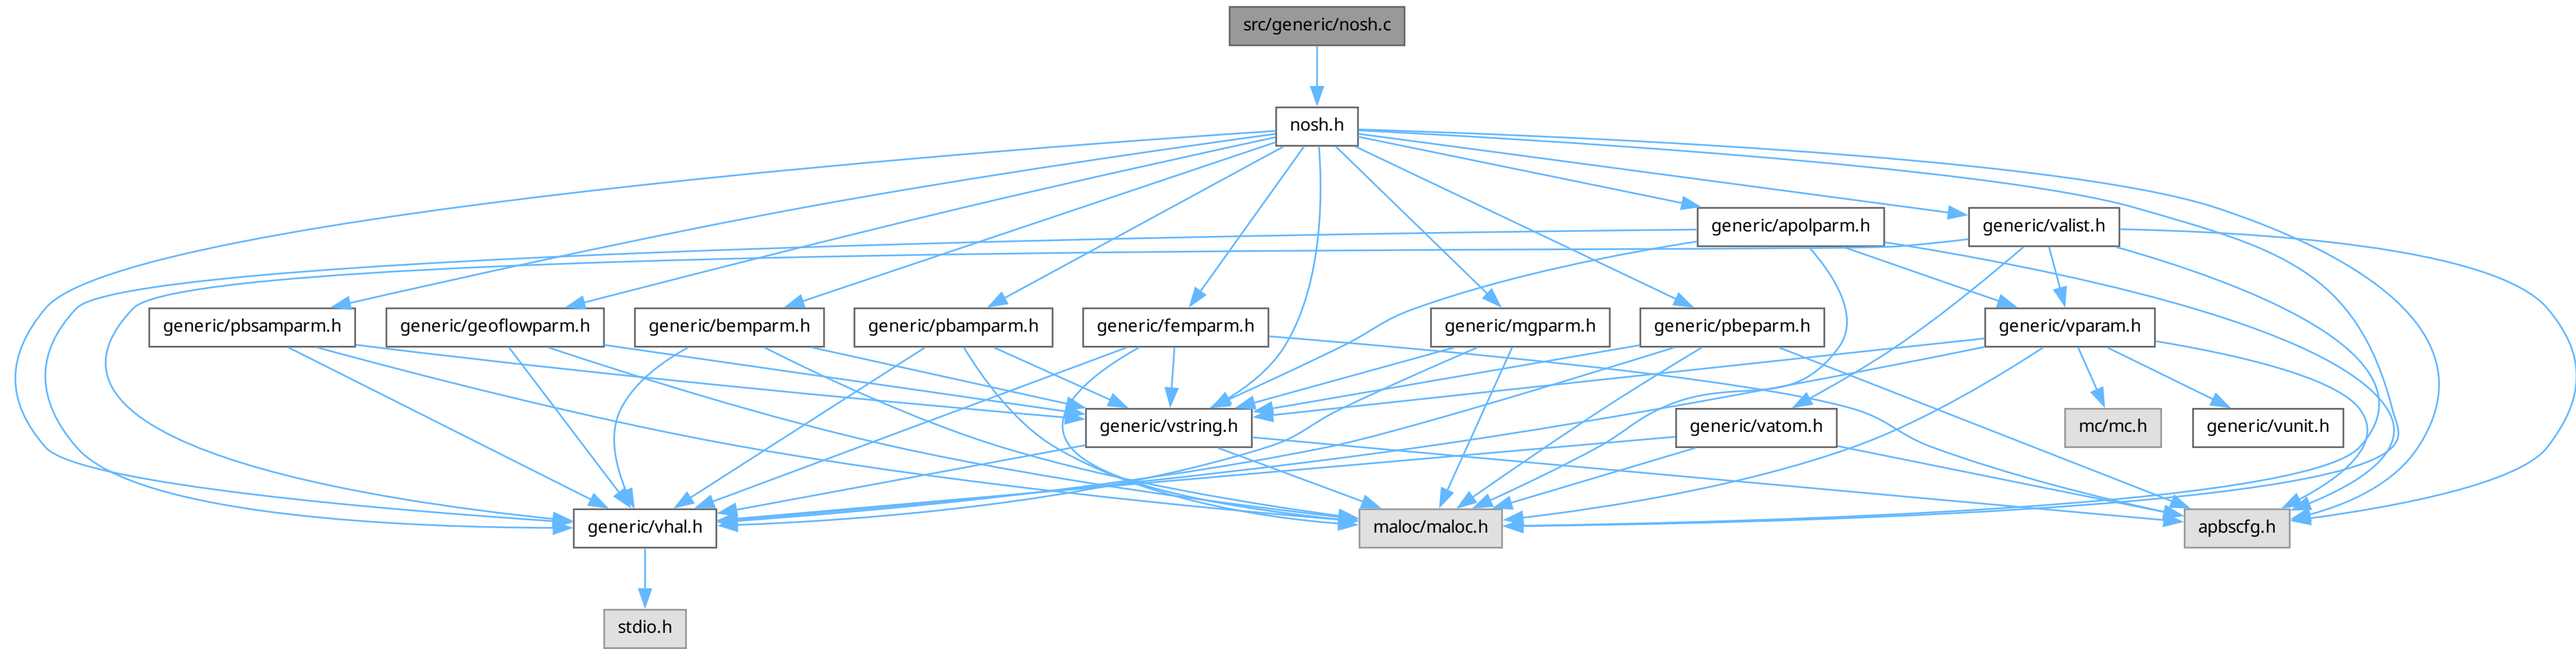 src/generic/nosh.c
nosh.h
generic/apolparm.h
generic/valist.h
generic/pbsamparm.h
generic/geoflowparm.h
generic/bemparm.h
generic/pbamparm.h
generic/femparm.h
generic/mgparm.h
generic/pbeparm.h
generic/vparam.h
generic/vstring.h
generic/vatom.h
mc/mc.h
generic/vunit.h
generic/vhal.h
maloc/maloc.h
apbscfg.h
stdio.h